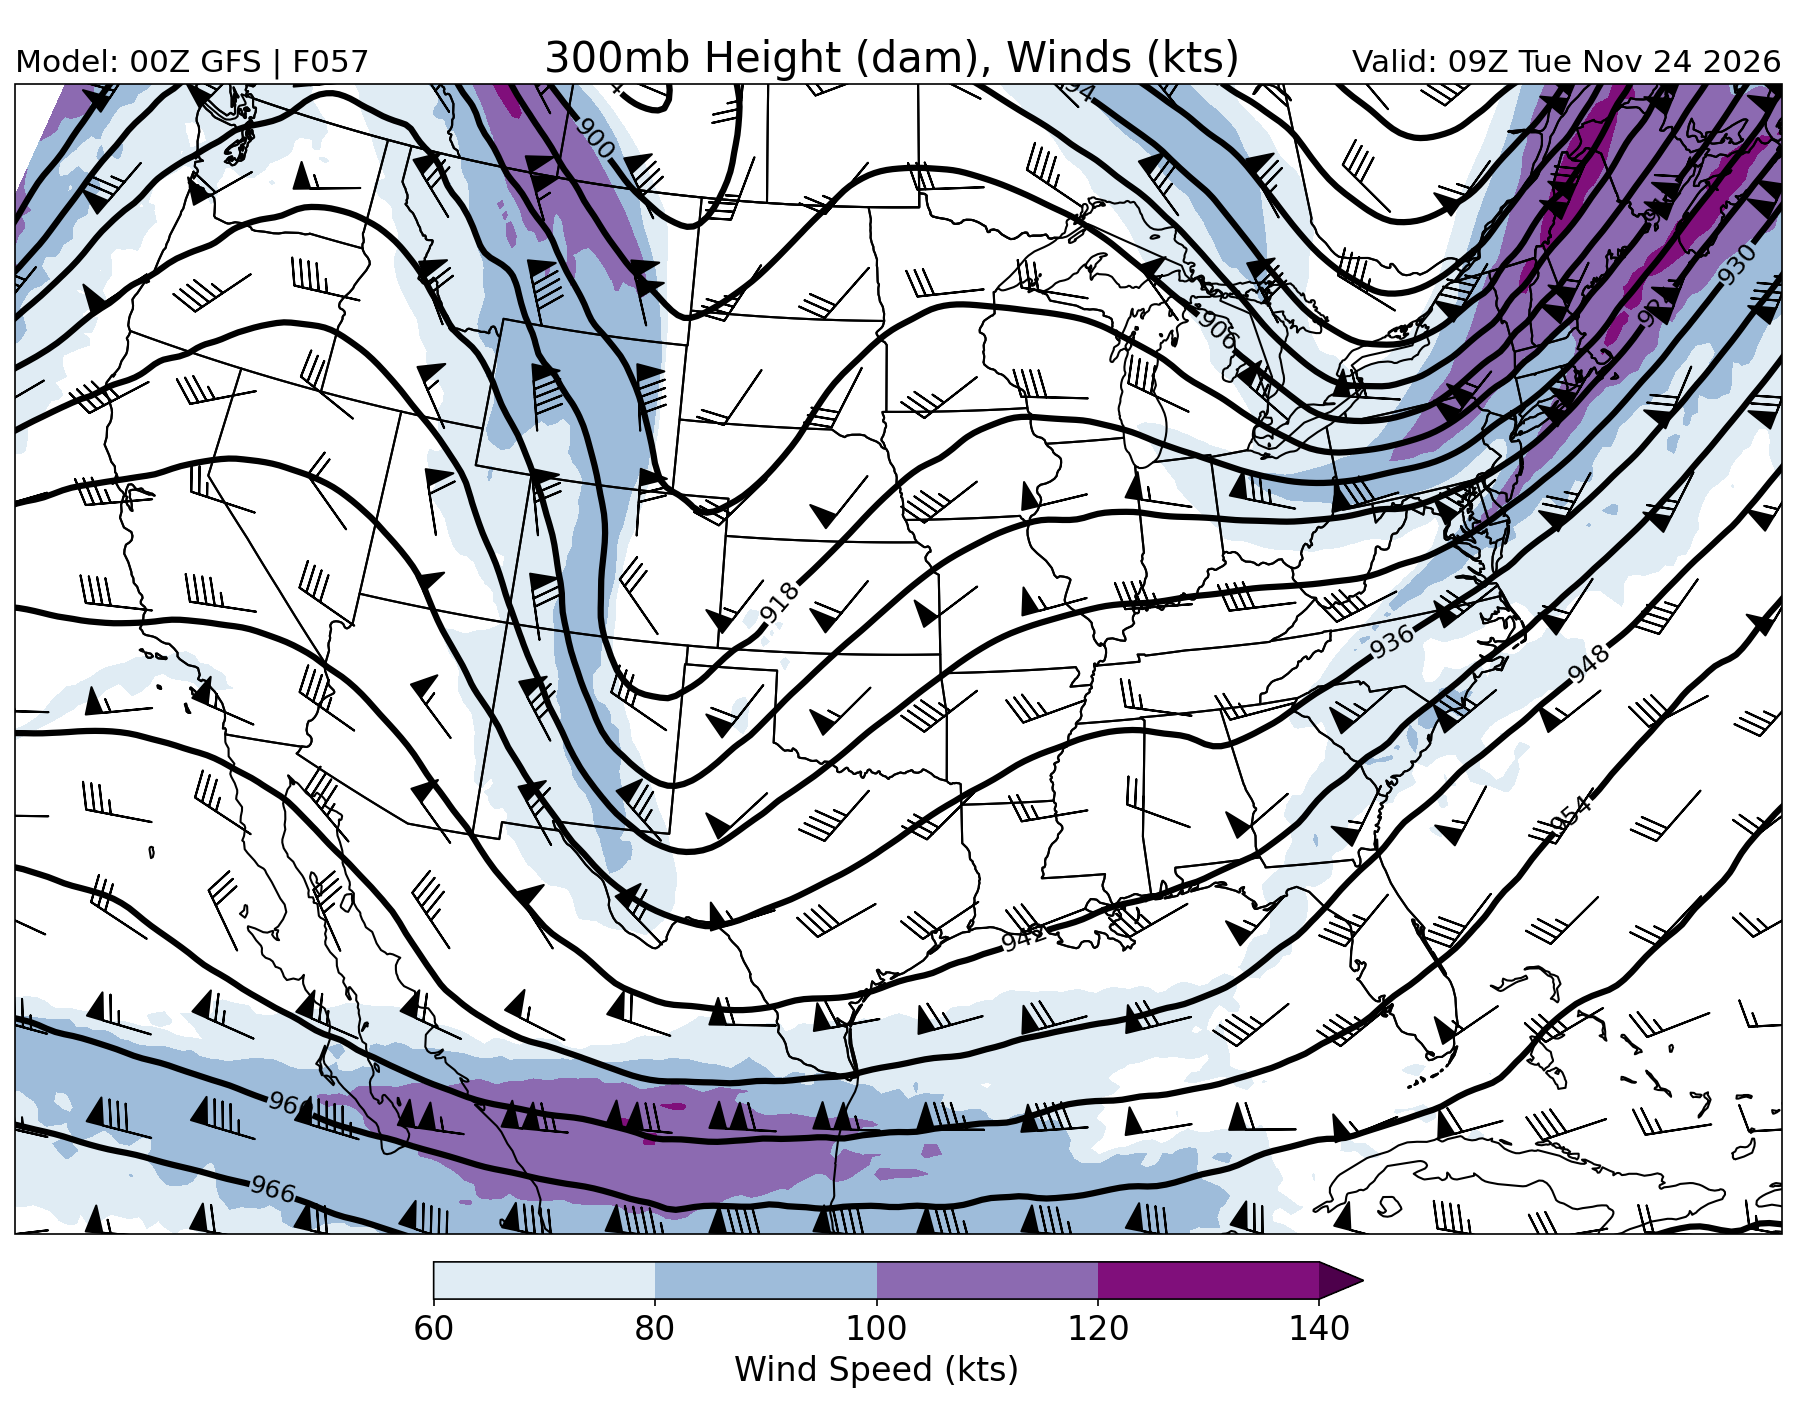 Model: 00Z GFS | F057
300mb Height (dam), Winds (kts)
Valid: 09Z Tue Nov 24 2026
900
906
930
918
936
948
954
942
966
60 80 100 120 140
Wind Speed (kts)